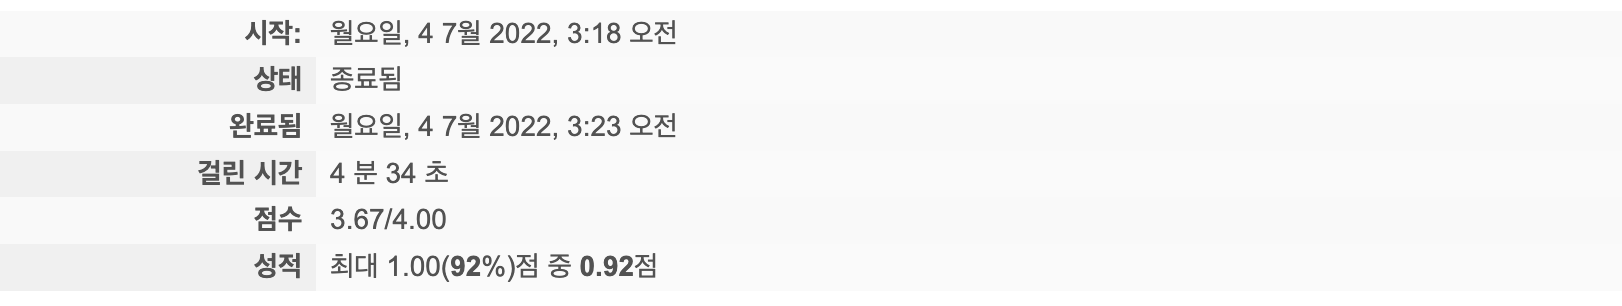 시작: 월요일, 4 7월 2022, 3:18 오전
상태 종료됨
완료됨 월요일, 4 7월 2022, 3:23 오전
걸린 시간 4 분 34 초
점수 3.67/4.00
성적 최대 1.00(92%)점 중 0.92점